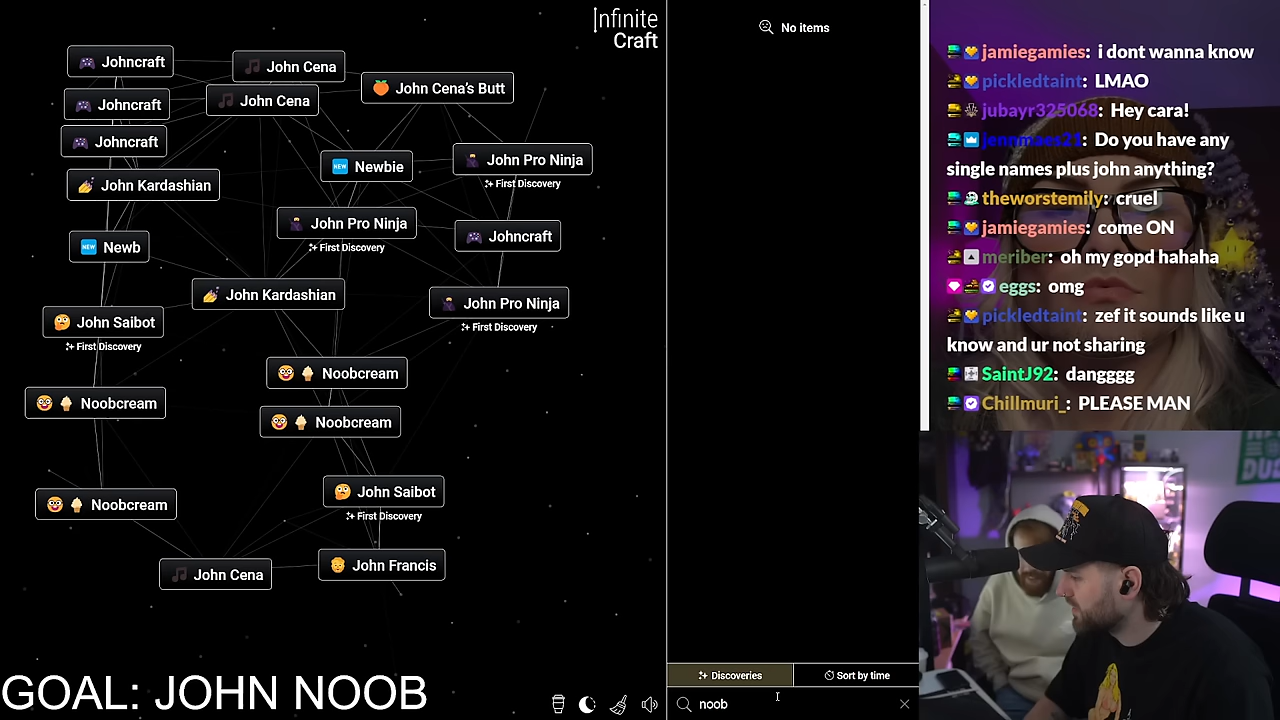 Infinite
Craft
Johncraft
John Cena
John Cena's Butt
Johncraft
John Cena
Johncraft
NEW Newbie
John Pro Ninja
First Discovery
John Kardashian
John Pro Ninja
First Discovery
Johncraft
NEW Newb
John Kardashian
John Pro Ninja
First Discovery
John Saibot
First Discovery
Noobcream
Noobcream
Noobcream
John Saibot
First Discovery
Noobcream
John Francis
John Cena
GOAL: JOHN NOOB
No items
Discoveries
Sort by time
noob
jamiegamies: i dont wanna know
pickledtaint: LMAO
jubayr325068: Hey cara!
jennmaes21: Do you have any
single names plus john anything?
theworstemily: cruel
jamiegamies: come ON
meriber: oh my gopd hahaha
eggs: omg
pickledtaint: zef it sounds like u
know and ur not sharing
SaintJ92: dangggg
Chillmuri_: PLEASE MAN